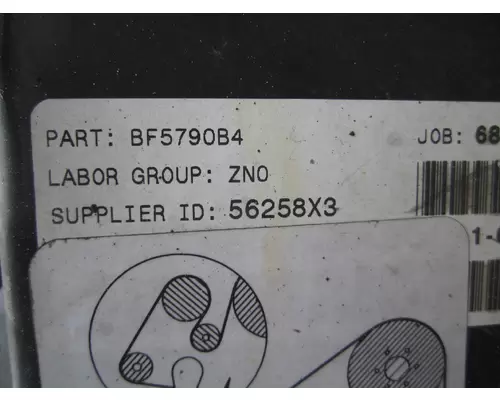 PART: BF5790B4
JOB: 68
LABOR GROUP: ZNO
SUPPLIER ID: 56258X3